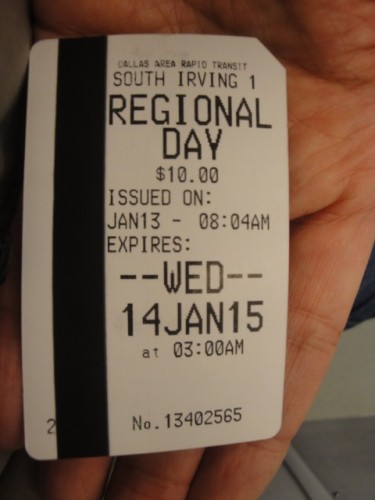 DALLAS AREA RAPID TRANSIT
SOUTH IRVING 1
REGIONAL
DAY
$10.00
ISSUED ON:
JAN13 - 08:04AM
EXPIRES:
--WED--
14JAN15
at 03:00AM
2 No.13402565